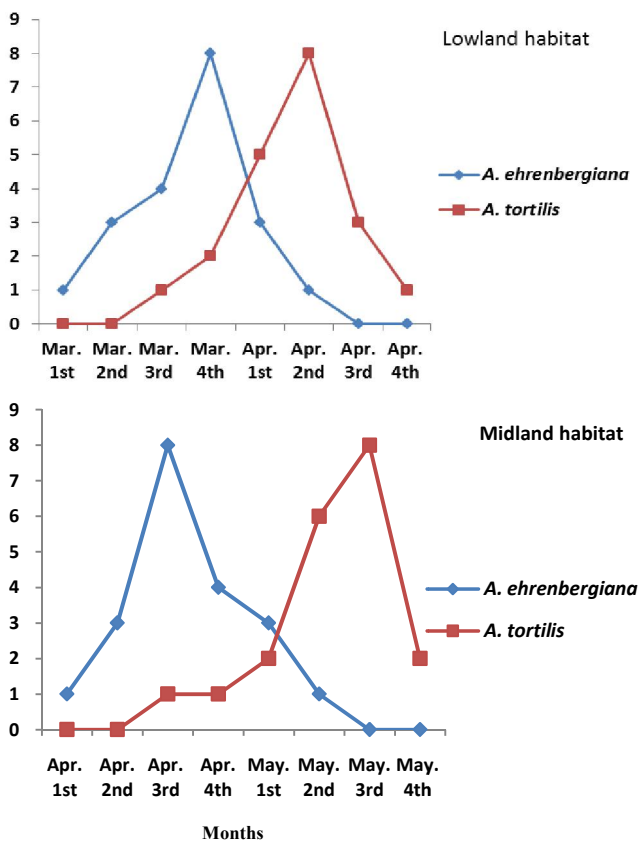 9
Lowland habitat
8
7
6
5
A. ehrenbergiana
4
A. tortilis
3
2
1
0
Mar. Mar. Mar. Mar. Apr. Apr. Apr. Apr.
1st 2nd 3rd 4th 1st 2nd 3rd 4th
9
Midland habitat
8
7
6
5
4
A. ehrenbergiana
3
A. tortilis
2
1
0
Apr. Apr. Apr. Apr. May. May. May. May.
1st 2nd 3rd 4th 1st 2nd 3rd 4th
Months